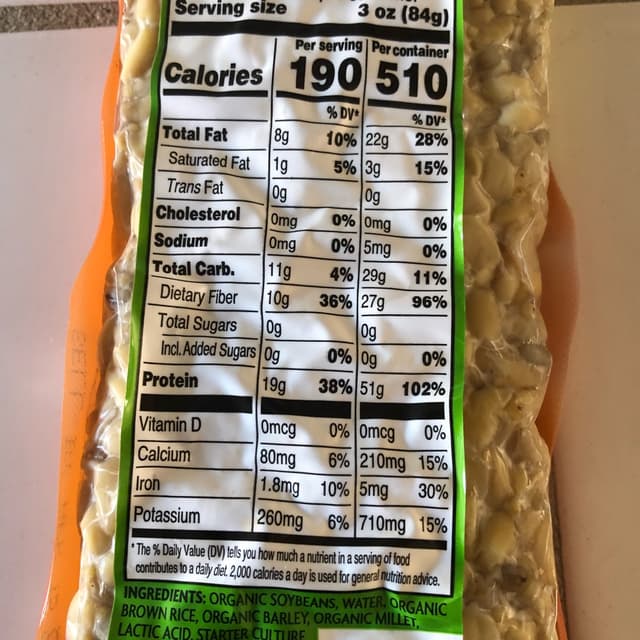 Serving size 3 oz (84g)
Per serving Per container
Calories 190 510
% DV* % DV*
Total Fat 8g 10% 22g 28%
Saturated Fat 1g 5% 3g 15%
Trans Fat 0g 0g
Cholesterol 0mg 0% 0mg 0%
Sodium 0mg 0% 5mg 0%
Total Carb. 11g 4% 29g 11%
Dietary Fiber 10g 36% 27g 96%
Total Sugars 0g 0g
Incl. Added Sugars 0g 0% 0g 0%
Protein 19g 38% 51g 102%
Vitamin D 0mcg 0% 0mcg 0%
Calcium 80mg 6% 210mg 15%
Iron 1.8mg 10% 5mg 30%
Potassium 260mg 6% 710mg 15%
*The % Daily Value (DV) tells you how much a nutrient in a serving of food
contributes to a daily diet. 2,000 calories a day is used for general nutrition advice.
INGREDIENTS: ORGANIC SOYBEANS, WATER, ORGANIC
BROWN RICE, ORGANIC BARLEY, ORGANIC MILLET,
LACTIC ACID, STARTER CULTURE